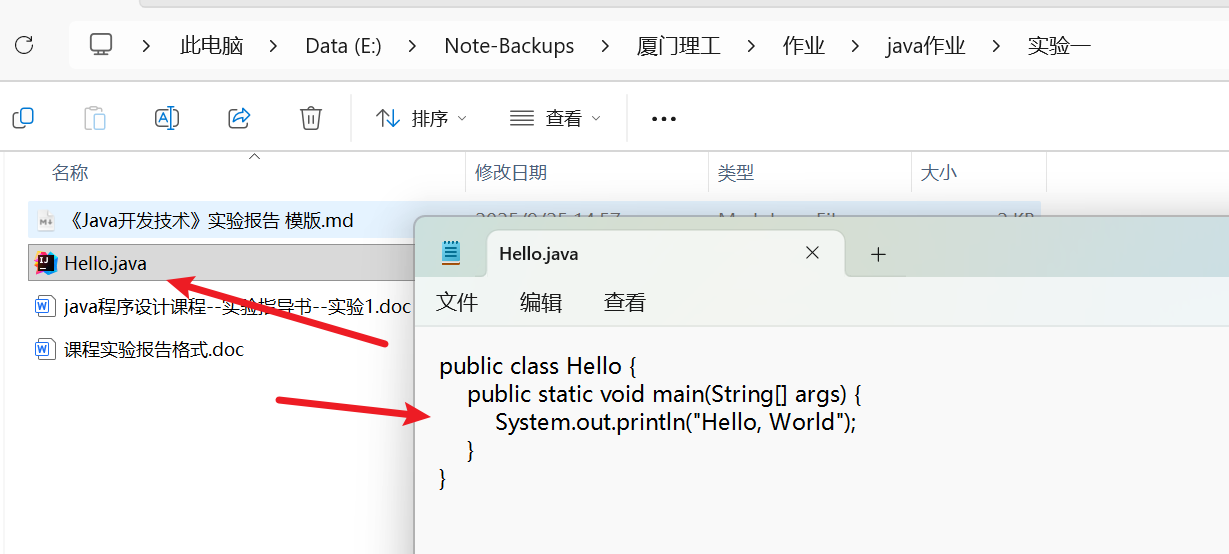 此电脑 > Data (E:) > Note-Backups > 厦门理工 > 作业 > java作业 > 实验一
排序 查看
名称 修改日期 类型 大小
《Java开发技术》实验报告 模版.md
Hello.java
java程序设计课程--实验指导书--实验1.doc
课程实验报告格式.doc
Hello.java
文件 编辑 查看
public class Hello {
public static void main(String[] args) {
System.out.println("Hello, World");
}
}